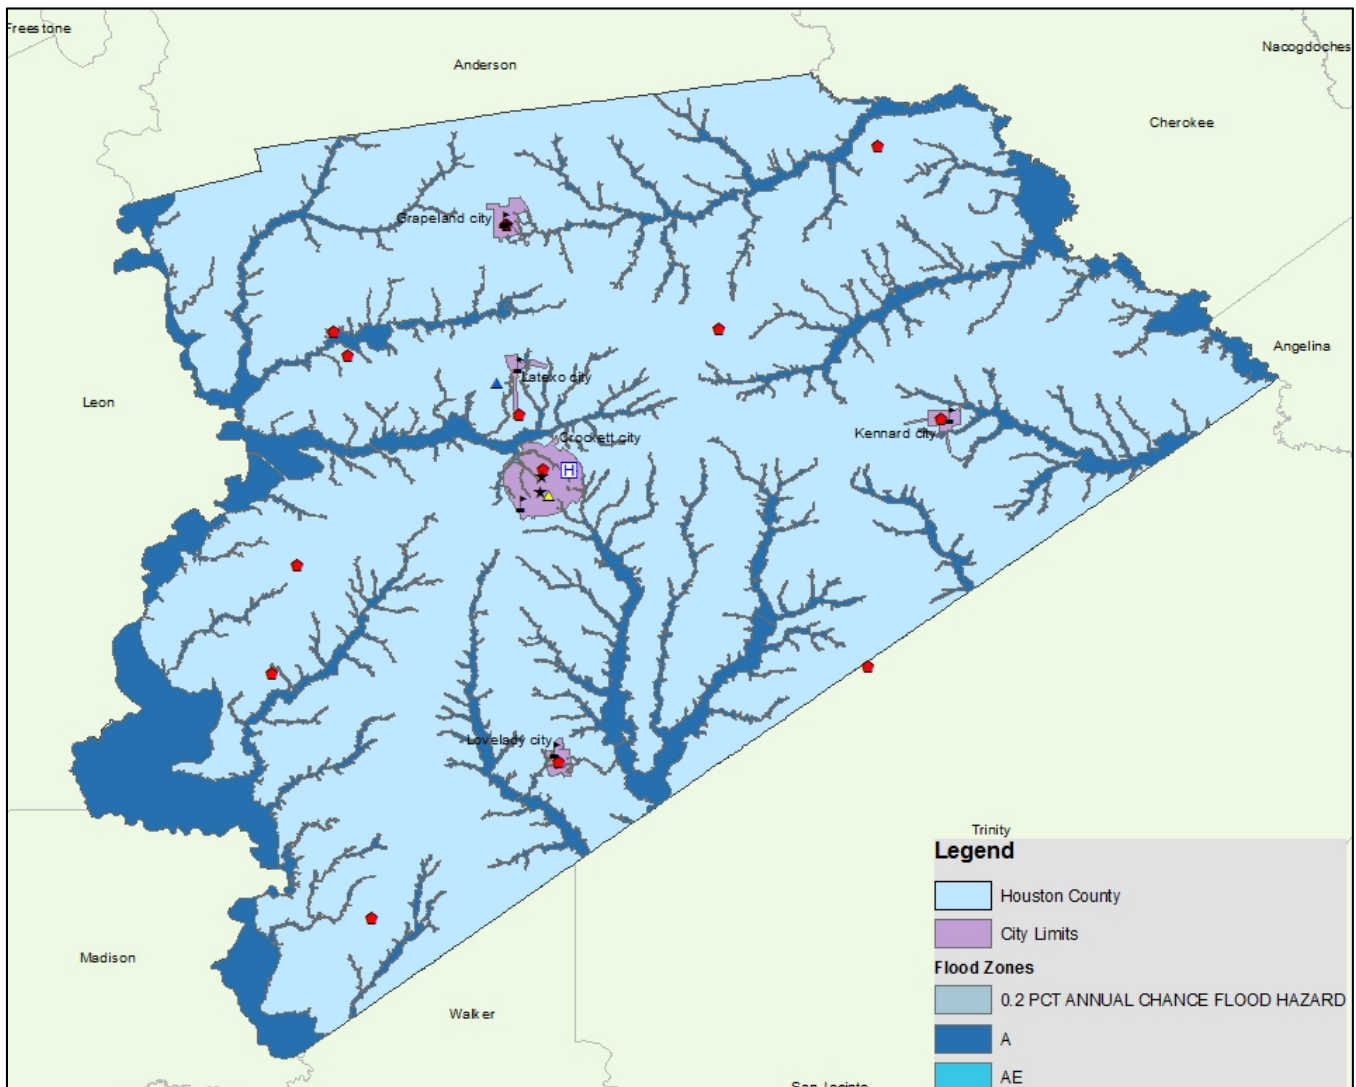 Freestone
Nacogdoches
Anderson
Cherokee
Grapeland city
Angelina
Latexo city
Leon
Crockett city
Kennard city
H
Lovelady city
Trinity
Legend
Houston County
City Limits
Madison
Flood Zones
0.2 PCT ANNUAL CHANCE FLOOD HAZARD
Walker
A
AE
San Jacinto